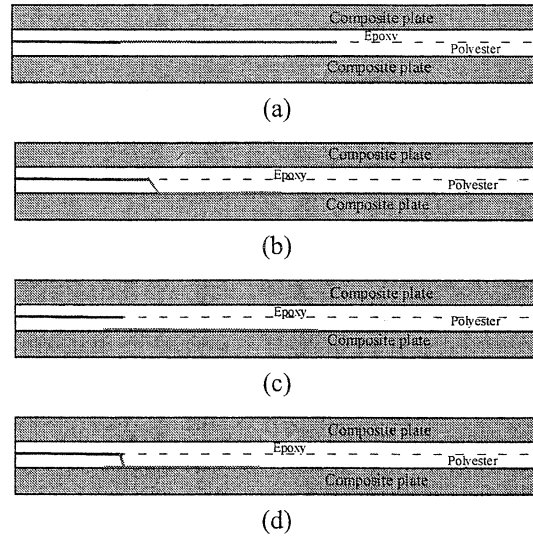 Composite plate
Epoxy
Polyester
Composite plate
(a)
Composite plate
Epoxy
Polyester
Composite plate
(b)
Composite plate
Epoxy
Polyester
Composite plate
(c)
Composite plate
Epoxy
Polyester
Composite plate
(d)